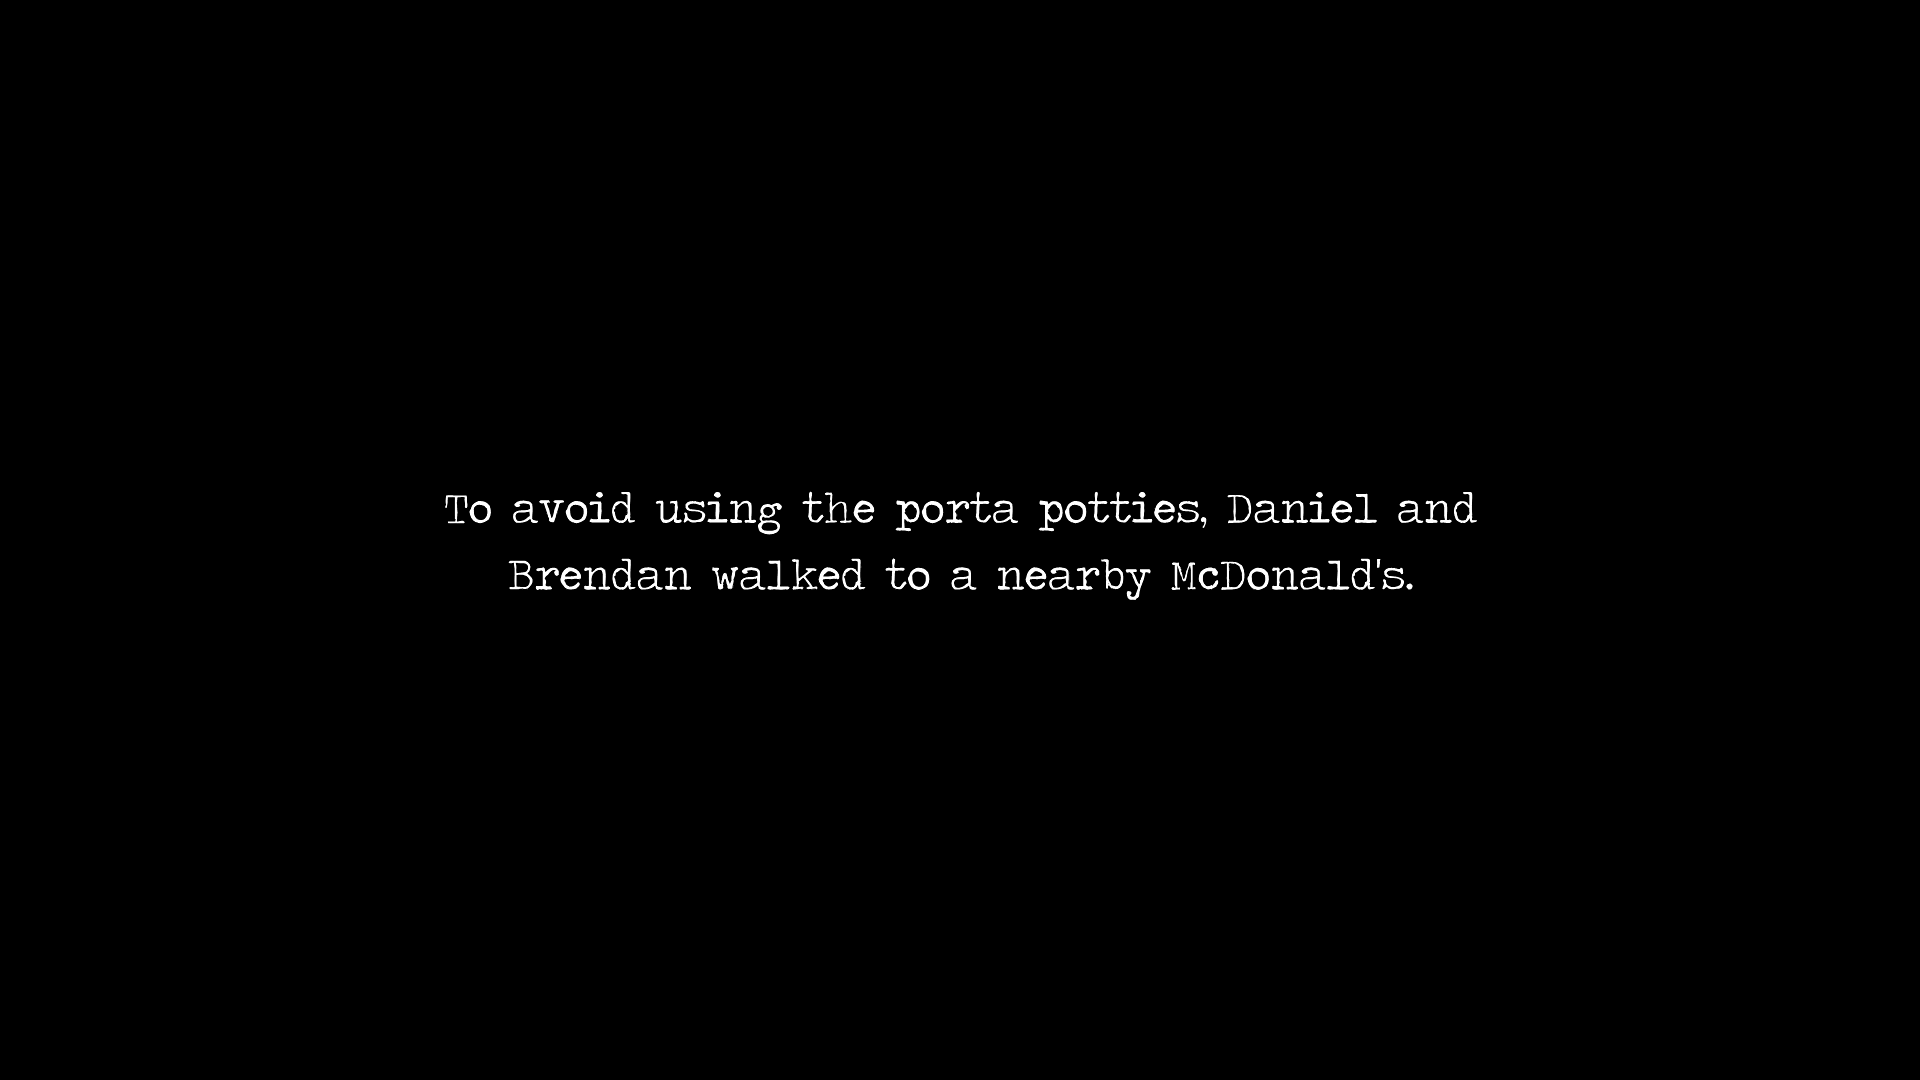 To avoid using the porta potties, Daniel and
Brendan walked to a nearby McDonald's.